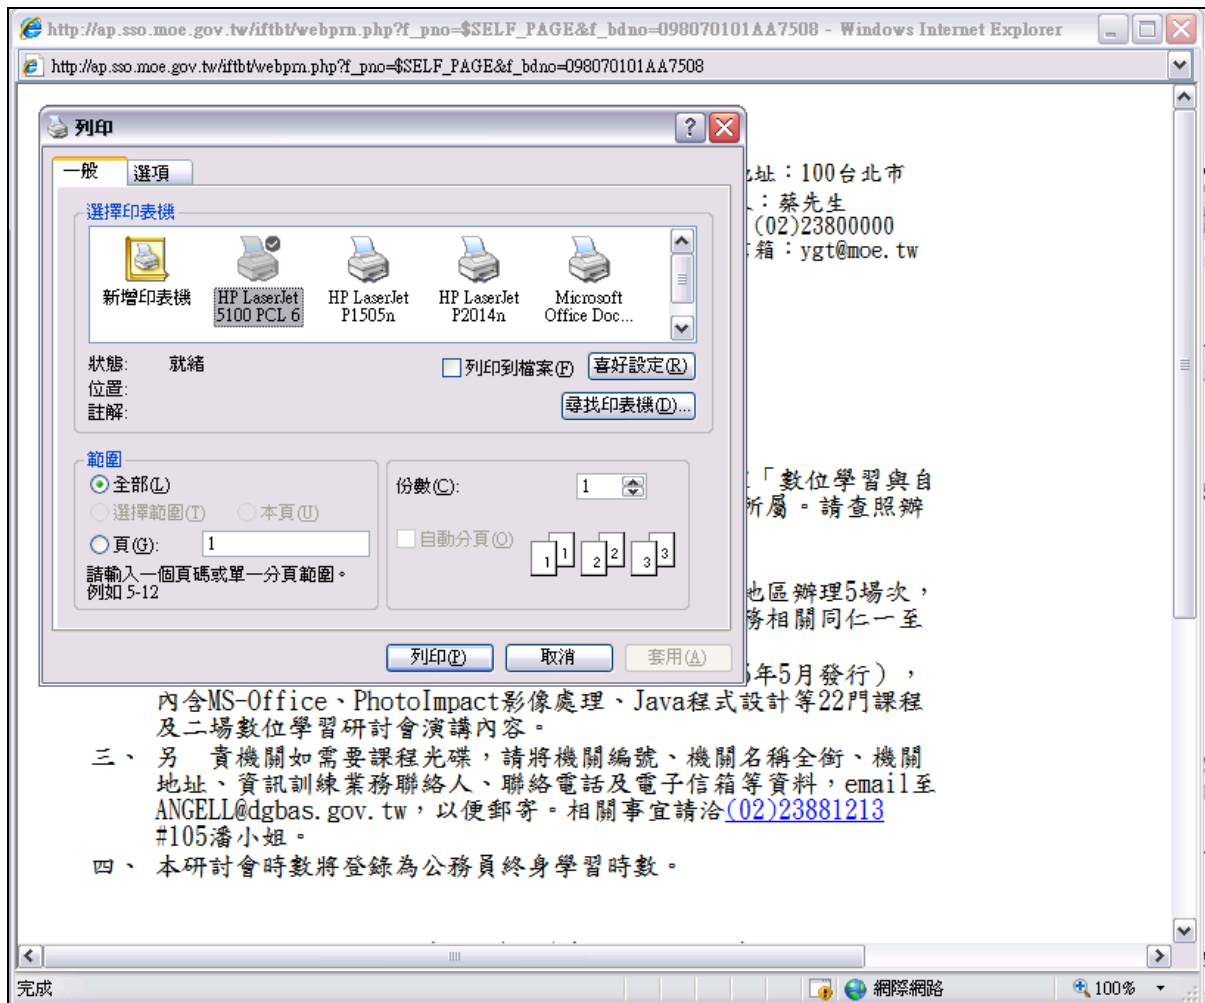 http://ap.sso.moe.gov.tw/iftbt/webprn.php?f_pno=$SELF_PAGE&f_bdno=098070101AA7508 - Windows Internet Explorer
http://ap.sso.moe.gov.tw/iftbt/webprn.php?f_pno=$SELF_PAGE&f_bdno=098070101AA7508
列印
一般 選項
地址：100台北市
選擇印表機
人：蔡先生
(02)23800000
信箱：ygt@moe.tw
新增印表機
HP LaserJet
5100 PCL 6
HP LaserJet
P1505n
HP LaserJet
P2014n
Microsoft
Office Doc...
狀態: 就緒
列印到檔案(F) 喜好設定(R)
位置:
註解:
尋找印表機(D)...
範圍
全部(L)
選擇範圍(T) 本頁(U)
頁(G): 1
請輸入一個頁碼或單一分頁範圍。
例如 5-12
份數(C): 1
自動分頁(O)
1 1 2 2 3 3
列印(P) 取消 套用(A)
「數位學習與自
所屬。請查照辦
地區辦理5場次，
務相關同仁一至
5年5月發行），
內含MS-Office、PhotoImpact影像處理、Java程式設計等22門課程
及二場數位學習研討會演講內容。
三、 另 貴機關如需要課程光碟，請將機關編號、機關名稱全銜、機關
地址、資訊訓練業務聯絡人、聯絡電話及電子信箱等資料，email至
ANGELL@dgbas.gov.tw，以便郵寄。相關事宜請洽(02)23881213
#105潘小姐。
四、 本研討會時數將登錄為公務員終身學習時數。
完成 網際網路 100%